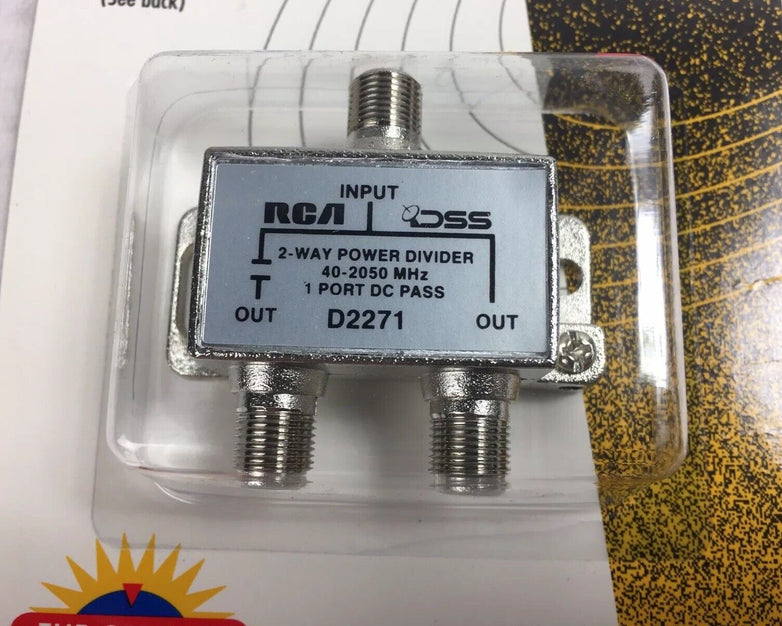 (See back)
INPUT
RCA DSS
2-WAY POWER DIVIDER
40-2050 MHz
1 PORT DC PASS
OUT D2271 OUT